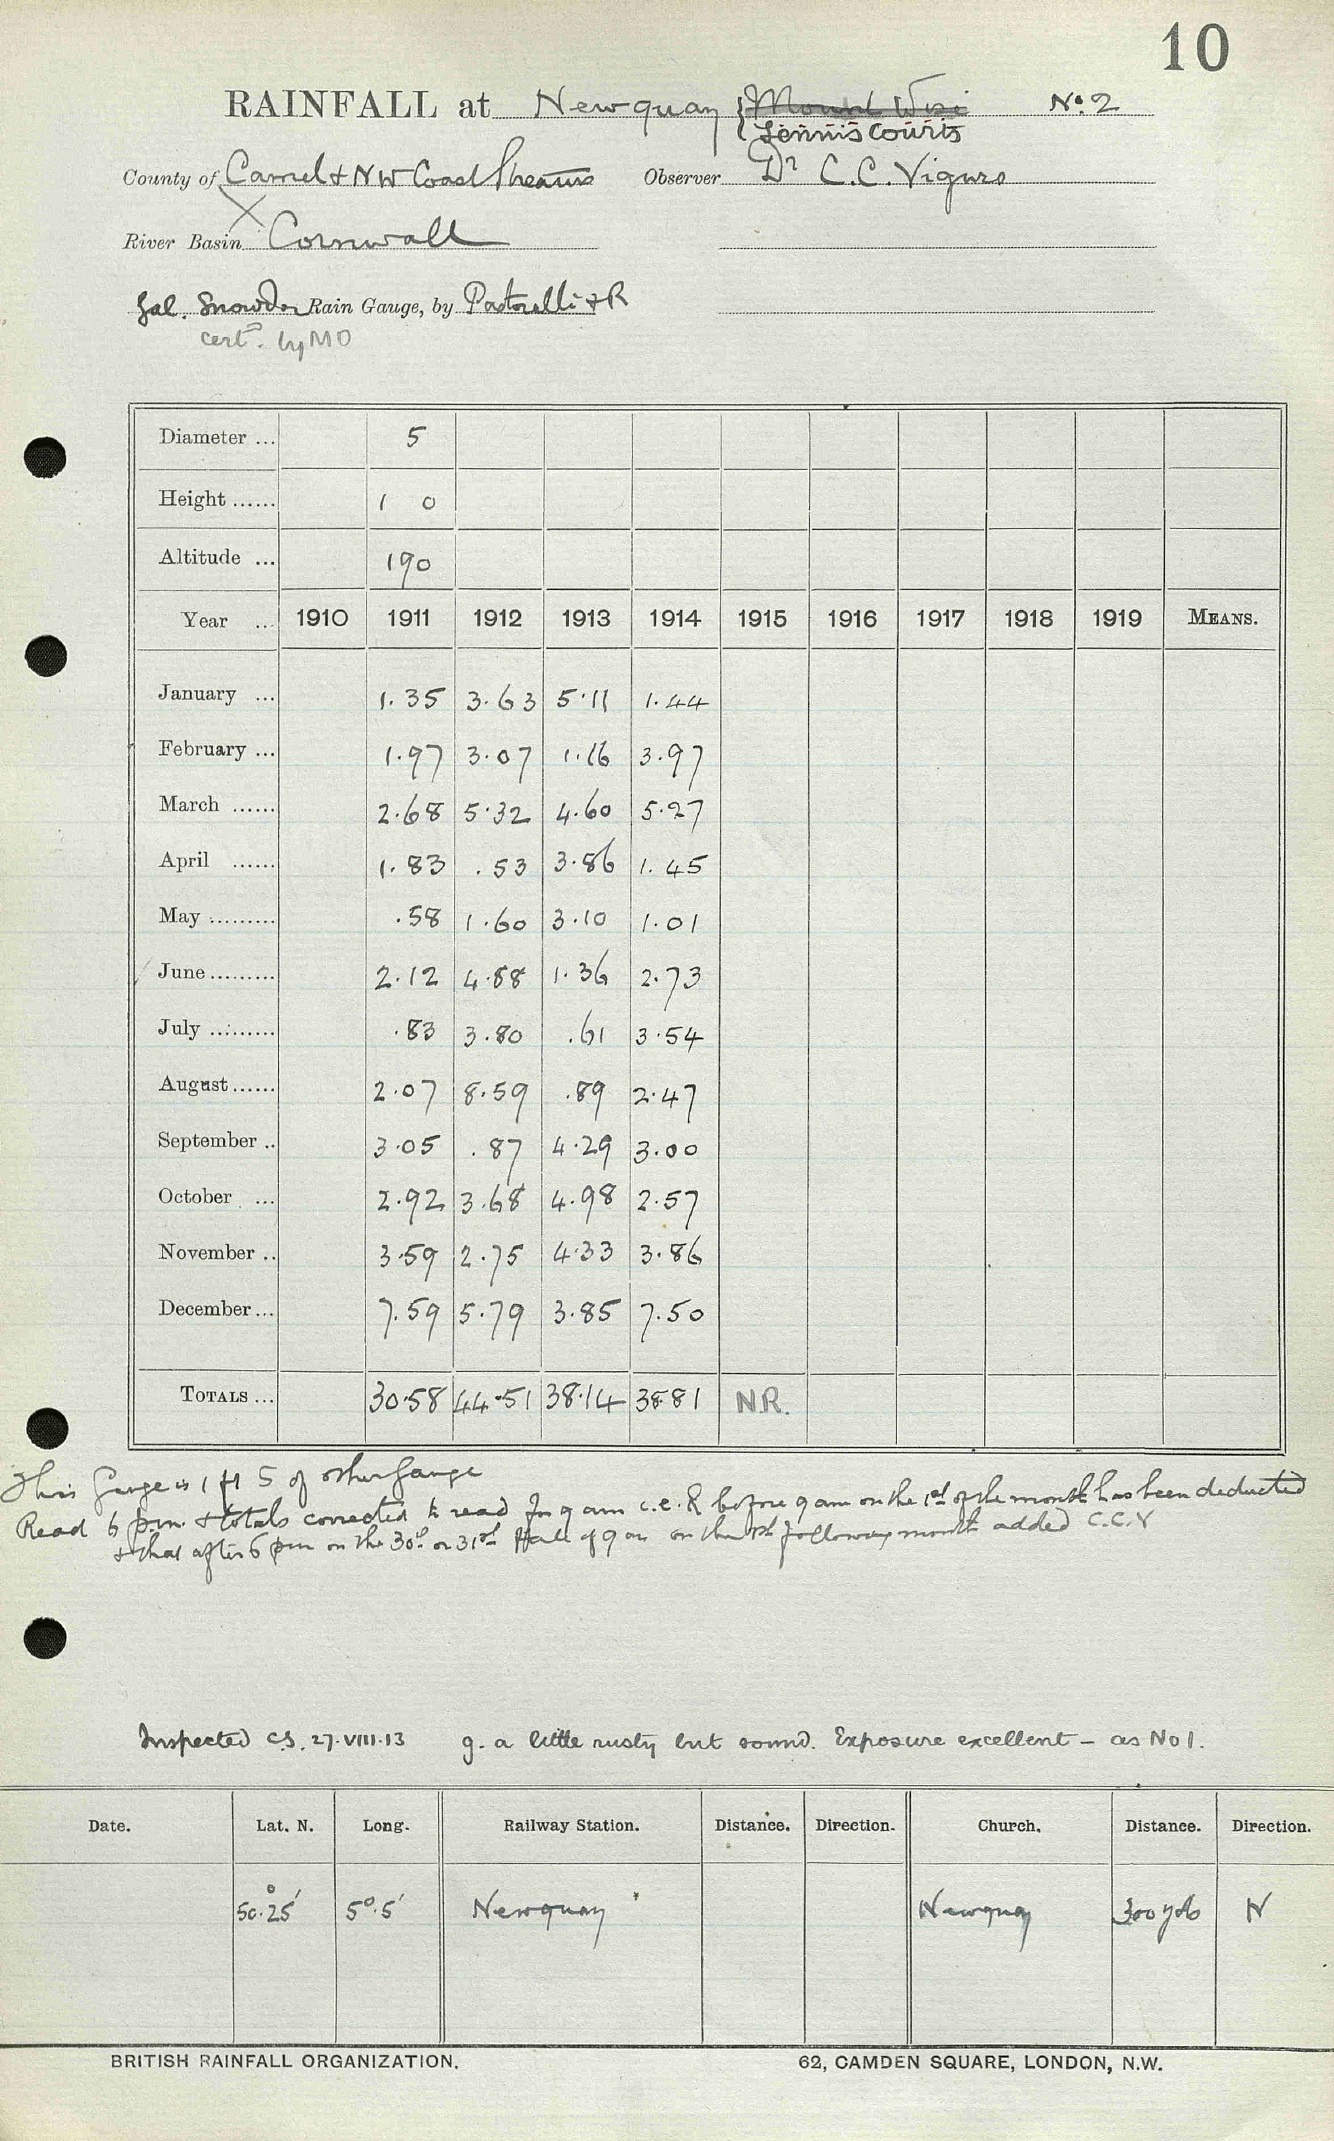 10
RAINFALL at Newquay { Mount Wise No. 2
Tennis Courts
County of Camel & NW Coast Streams Observer Dr C.C. Vigurs
River Basin Cornwall
Gal. Snowdon Rain Gauge, by Pastorelli & R
certd. by MO
Diameter ... 5
Height ...... 1 0
Altitude ... 190
Year ... 1910 1911 1912 1913 1914 1915 1916 1917 1918 1919 MEANS.
January ... 1.35 3.63 5.11 1.44
February ... 1.97 3.07 1.16 3.97
March ...... 2.68 5.32 4.60 5.27
April ...... 1.83 .53 3.86 1.45
May ......... .58 1.60 3.10 1.01
June ......... 2.12 4.88 1.36 2.73
July ......... .83 3.80 .61 3.54
August ...... 2.07 8.59 .89 2.47
September .. 3.05 .87 4.29 3.00
October ... 2.92 3.68 4.98 2.57
November .. 3.59 2.75 4.33 3.86
December ... 7.59 5.79 3.85 7.50
TOTALS ... 30.58 44.51 38.14 38.81 N.R.
This Gauge is 1 ft S of other Gauge
Read 6 p.m. & totals corrected to read for 9 am i.e. R before 9 am on the 1st of the month has been deducted
& that after 6 pm on the 30th or 31st 9 am on the 1st following month added C.C.V
Inspected C.S. 27.VIII.13 g. a little rusty but sound. Exposure excellent – as No 1.
Date. Lat. N. Long. Railway Station. Distance. Direction. Church. Distance. Direction.
50°.25' 5°.5' Newquay Newquay 300 yds N
BRITISH RAINFALL ORGANIZATION. 62, CAMDEN SQUARE, LONDON, N.W.